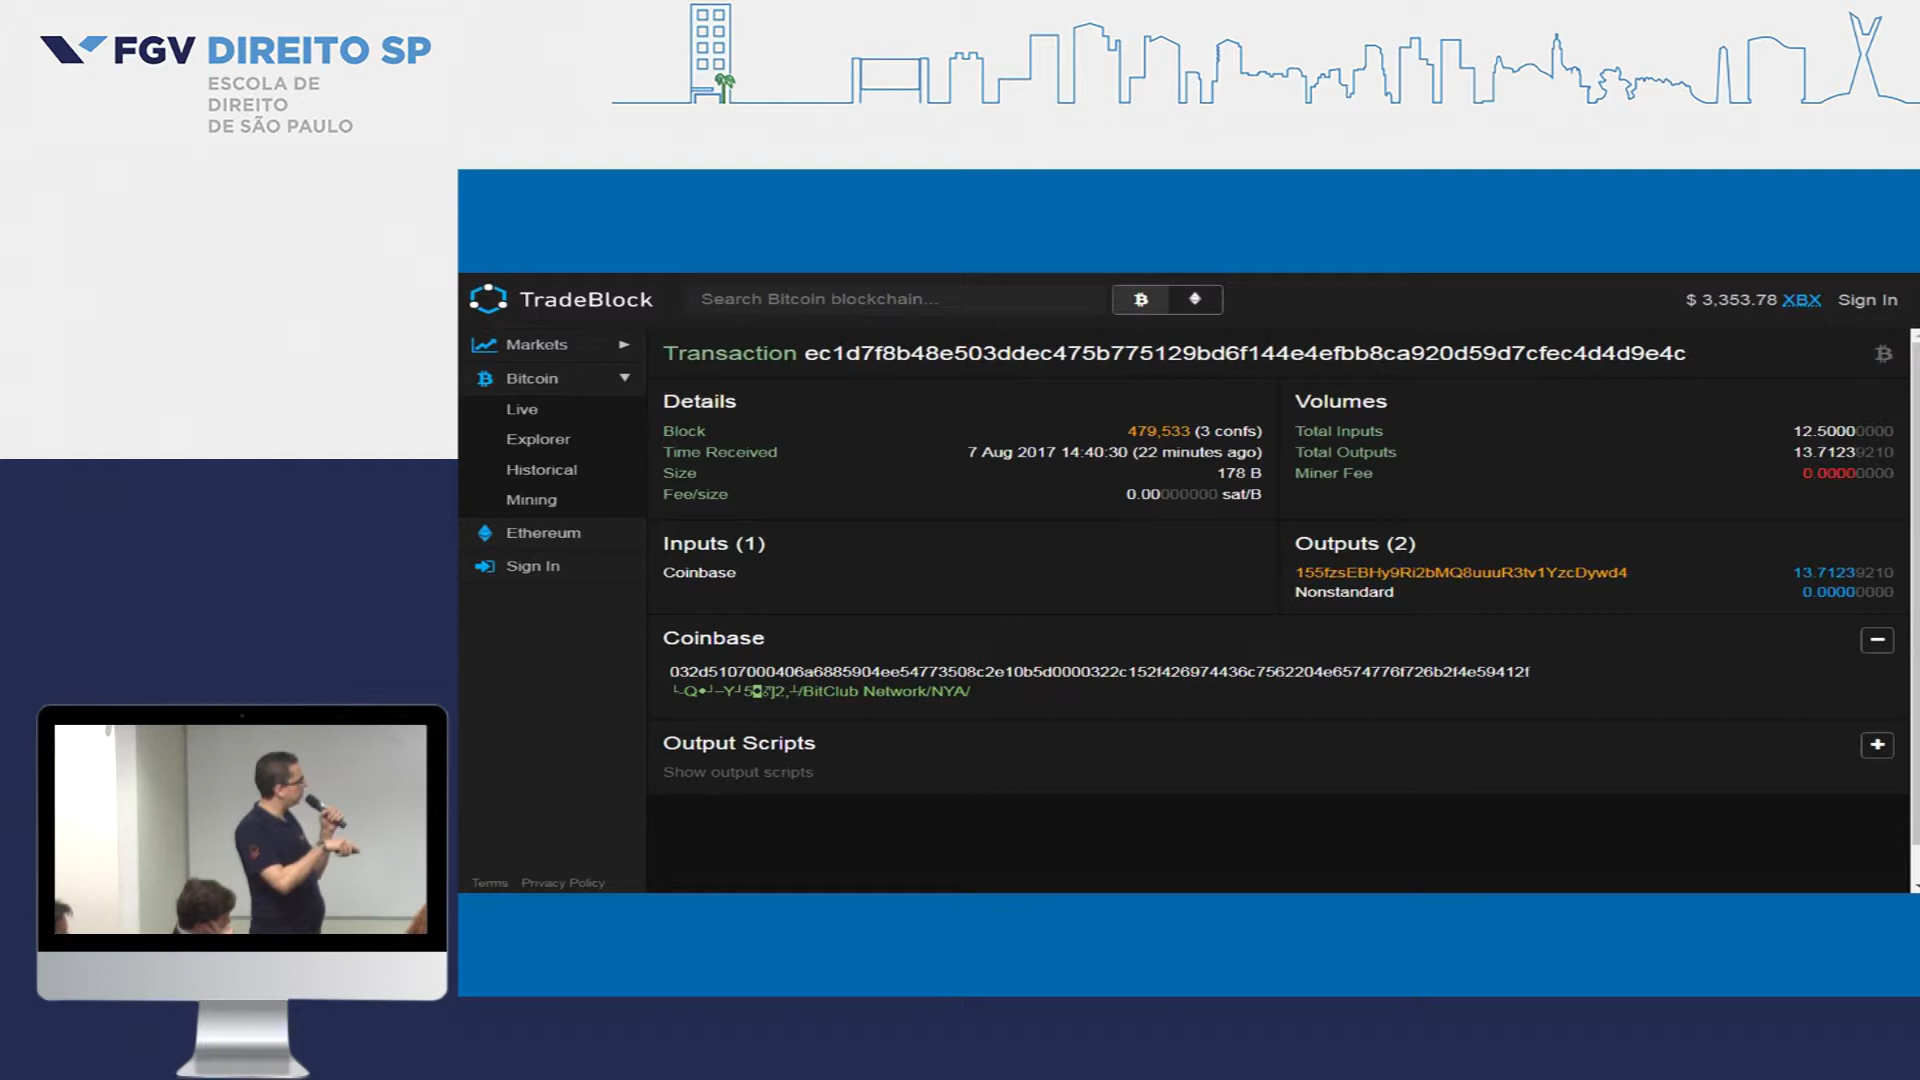 FGV DIREITO SP
ESCOLA DE
DIREITO
DE SÃO PAULO
TradeBlock
Search Bitcoin blockchain...
$ 3,353.78 XBX Sign In
Markets
Bitcoin
Live
Explorer
Historical
Mining
Ethereum
Sign In
Terms Privacy Policy
Transaction ec1d7f8b48e503ddec475b775129bd6f144e4efbb8ca920d59d7cfec4d4d9e4c
Details
Block 479,533 (3 confs)
Time Received 7 Aug 2017 14:40:30 (22 minutes ago)
Size 178 B
Fee/size 0.00000000 sat/B
Volumes
Total Inputs 12.50000000
Total Outputs 13.71239210
Miner Fee 0.00000000
Inputs (1)
Coinbase
Outputs (2)
155fzsEBHy9Ri2bMQ8uuuR3tv1YzcDywd4 13.71239210
Nonstandard 0.00000000
Coinbase
032d5107000406a6885904ee54773508c2e10b5d0000322c152f426974436c7562204e6574776f726b2f4e59412f
/BitClub Network/NYA/
Output Scripts
Show output scripts